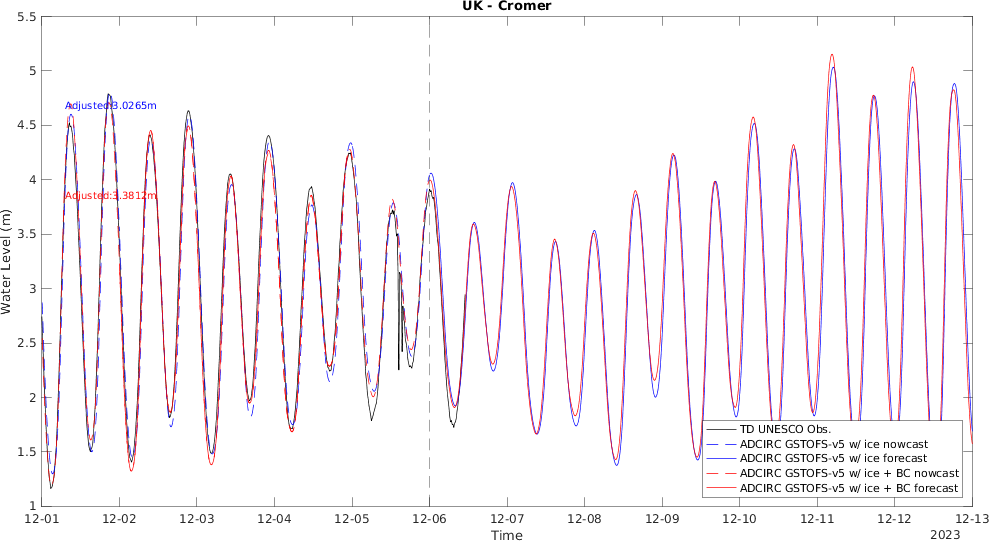 UK - Cromer
5.5
5
4.5
4
3.5
3
2.5
2
1.5
1
Water Level (m)
Adjusted:3.0265m
Adjusted:3.3812m
TD UNESCO Obs.
ADCIRC GSTOFS-v5 w/ ice nowcast
ADCIRC GSTOFS-v5 w/ ice forecast
ADCIRC GSTOFS-v5 w/ ice + BC nowcast
ADCIRC GSTOFS-v5 w/ ice + BC forecast
12-01 12-02 12-03 12-04 12-05 12-06 12-07 12-08 12-09 12-10 12-11 12-12 12-13
Time
2023